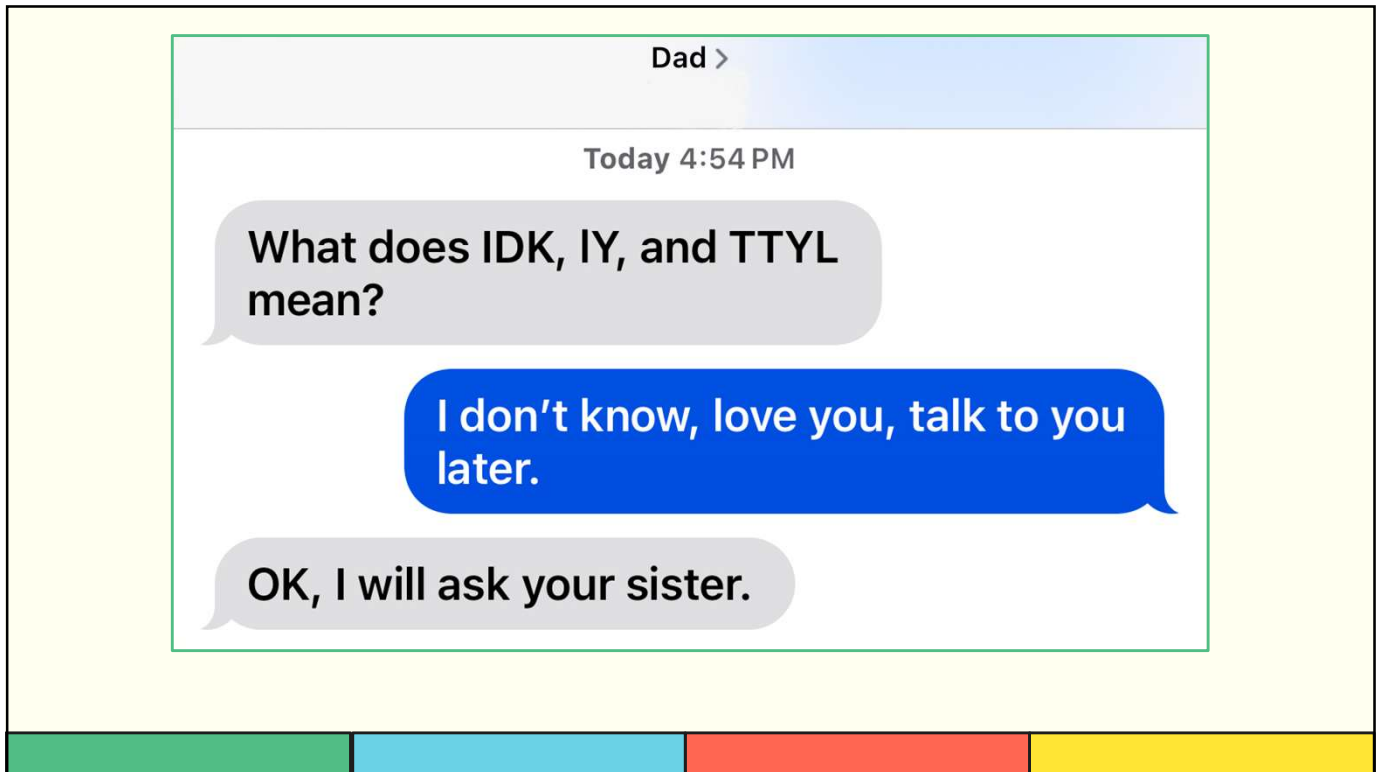 Dad >
Today 4:54 PM
What does IDK, lY, and TTYL
mean?
I don't know, love you, talk to you
later.
OK, I will ask your sister.